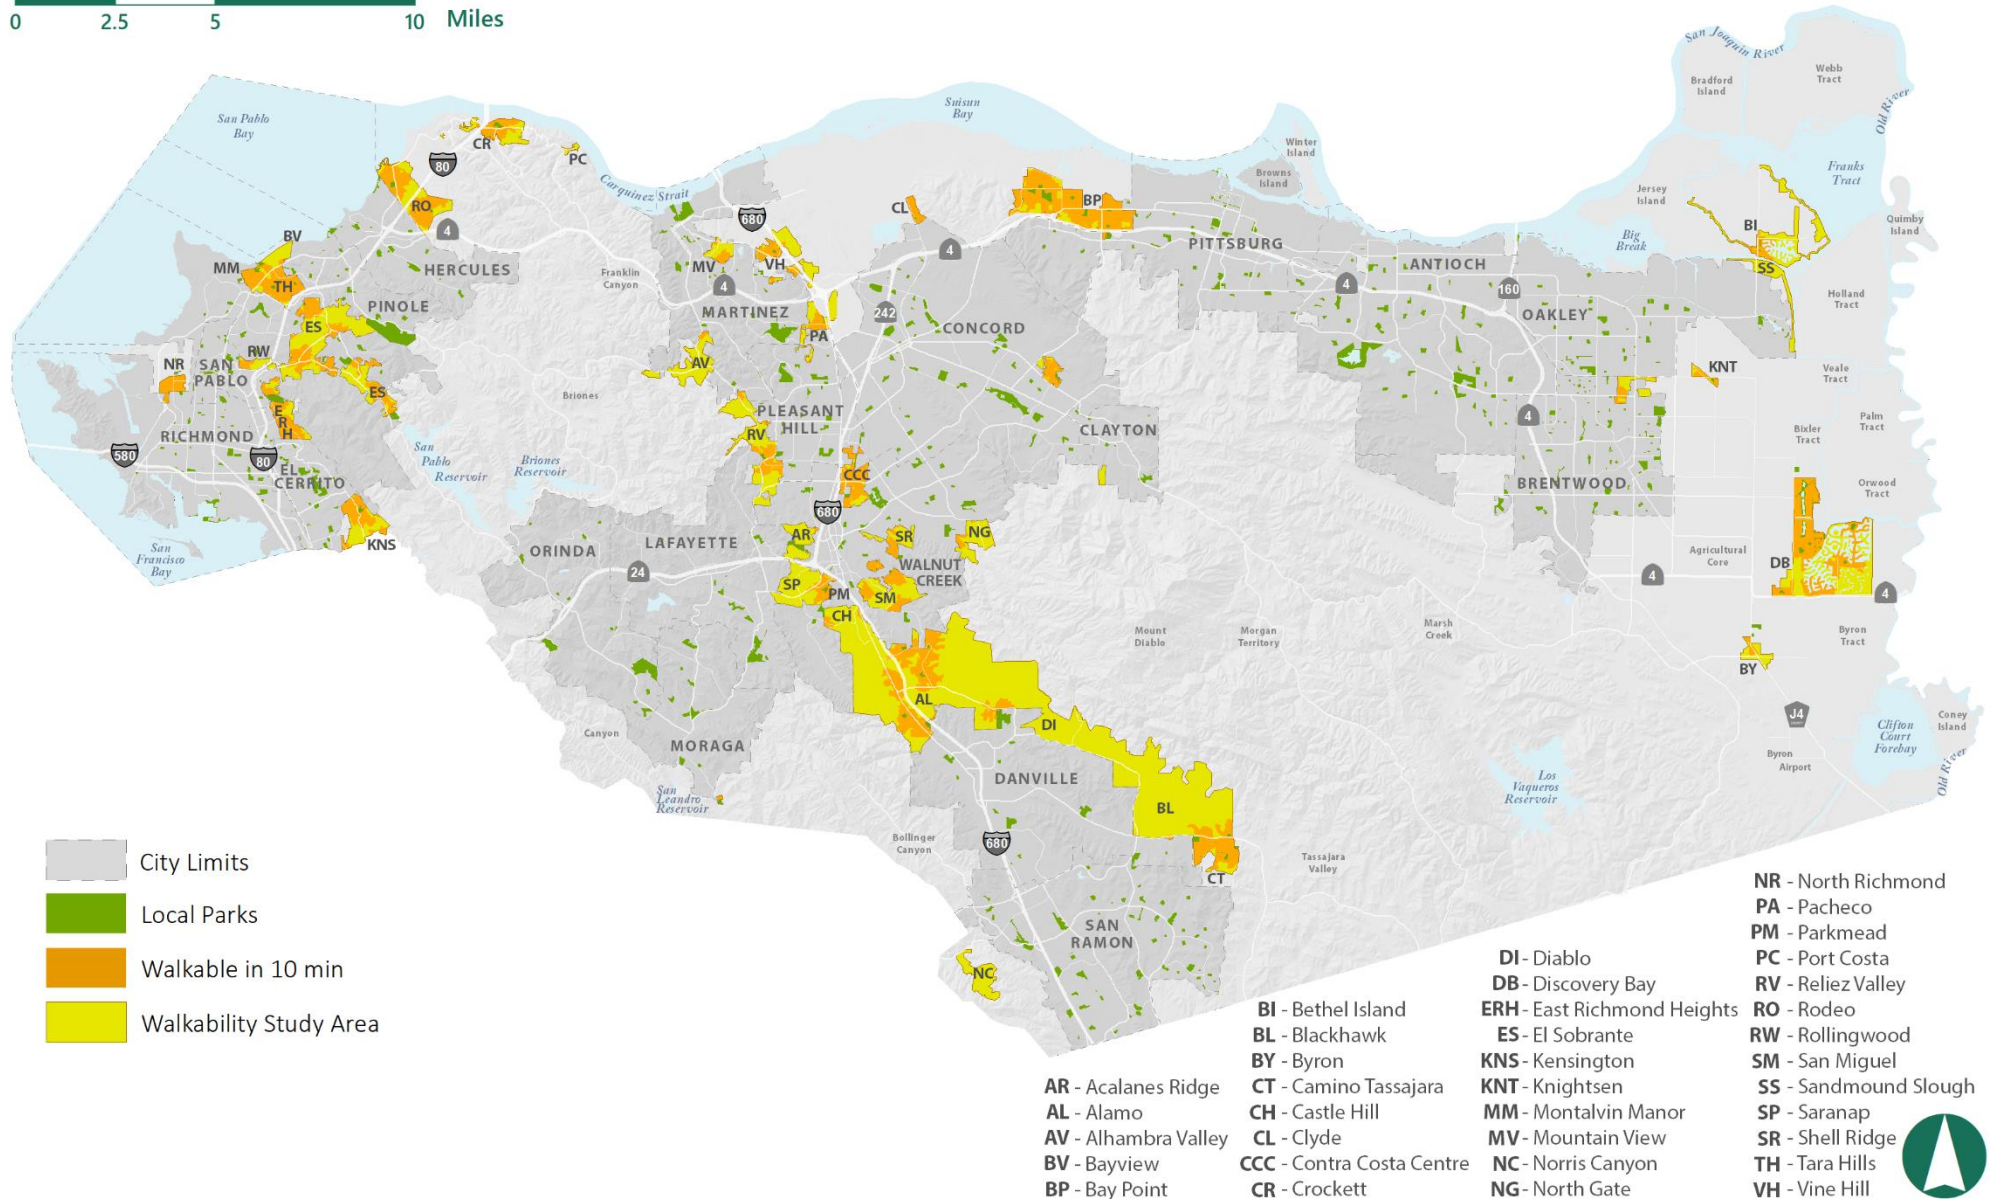 0 2.5 5 10 Miles
San Joaquin River
Webb
Tract
Bradford
Island
Old River
San Pablo
Bay
Suisun
Bay
CR
80
PC
Winter
Island
Browns
Island
Franks
Tract
Carquinez Strait
Jersey
Island
RO
4
CL
680
BP
BI
Quimby
Island
BV
HERCULES
MM
TH
PINOLE
Franklin
Canyon
MV
VH
4
MARTINEZ
4
PITTSBURG
ANTIOCH
Big
Break
SS
4
160
Holland
Tract
ES
242
CONCORD
OAKLEY
PA
NR
SAN
PABLO
RW
AV
KNT
Veale
Tract
ES
Briones
E
R
H
PLEASANT
HILL
CLAYTON
4
Palm
Tract
Bixler
Tract
RICHMOND
RV
580
80
EL
CERRITO
San
Pablo
Reservoir
Briones
Reservoir
CCC
BRENTWOOD
Orwood
Tract
680
KNS
San
Francisco
Bay
ORINDA
LAFAYETTE
AR
SR
NG
WALNUT
CREEK
24
SP
PM
SM
CH
Agricultural
Core
DB
4
4
Mount
Diablo
Morgan
Territory
Marsh
Creek
Byron
Tract
BY
AL
DI
Canyon
MORAGA
DANVILLE
J4
Clifton
Court
Forebay
Coney
Island
Old River
Byron
Airport
San
Leandro
Reservoir
BL
Los
Vaqueros
Reservoir
Bollinger
Canyon
680
Tassajara
Valley
CT
SAN
RAMON
NC
City Limits
Local Parks
Walkable in 10 min
Walkability Study Area
AR - Acalanes Ridge
AL - Alamo
AV - Alhambra Valley
BV - Bayview
BP - Bay Point
BI - Bethel Island
BL - Blackhawk
BY - Byron
CT - Camino Tassajara
CH - Castle Hill
CL - Clyde
CCC - Contra Costa Centre
CR - Crockett
DI - Diablo
DB - Discovery Bay
ERH - East Richmond Heights
ES - El Sobrante
KNS - Kensington
KNT - Knightsen
MM - Montalvin Manor
MV - Mountain View
NC - Norris Canyon
NG - North Gate
NR - North Richmond
PA - Pacheco
PM - Parkmead
PC - Port Costa
RV - Reliez Valley
RO - Rodeo
RW - Rollingwood
SM - San Miguel
SS - Sandmound Slough
SP - Saranap
SR - Shell Ridge
TH - Tara Hills
VH - Vine Hill